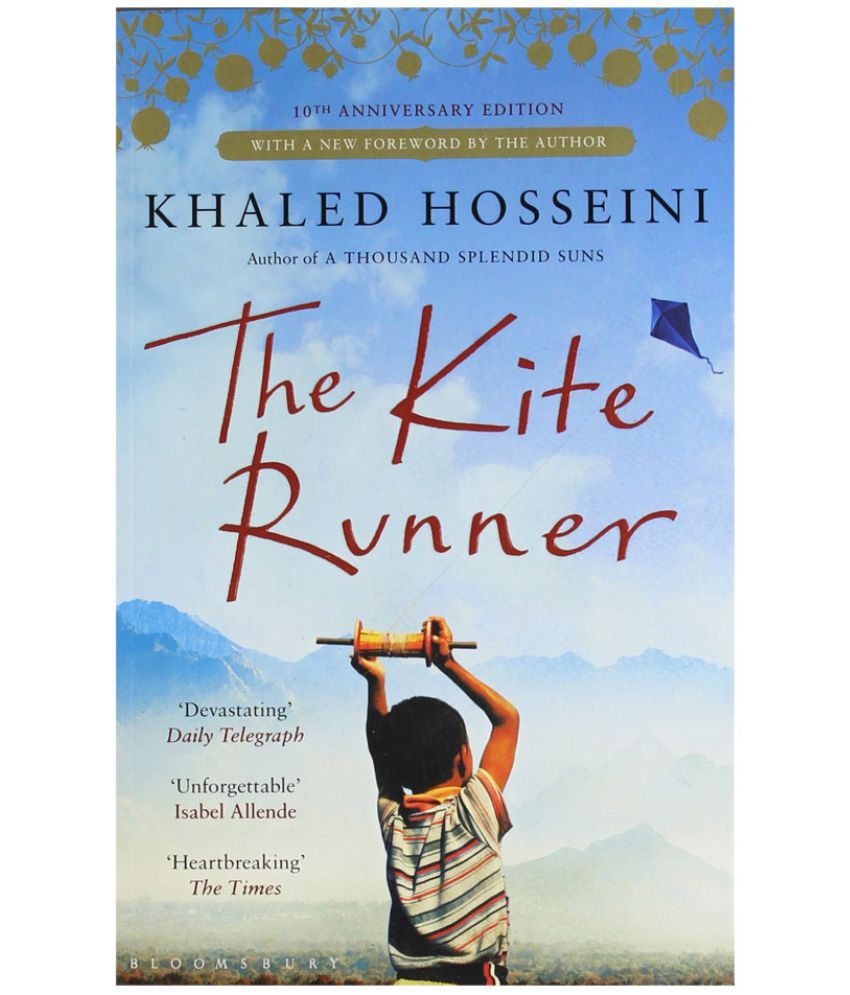 10TH ANNIVERSARY EDITION
WITH A NEW FOREWORD BY THE AUTHOR
KHALED HOSSEINI
Author of A THOUSAND SPLENDID SUNS
The Kite
Runner
‘Devastating’
Daily Telegraph
‘Unforgettable’
Isabel Allende
‘Heartbreaking’
The Times
BLOOMSBURY